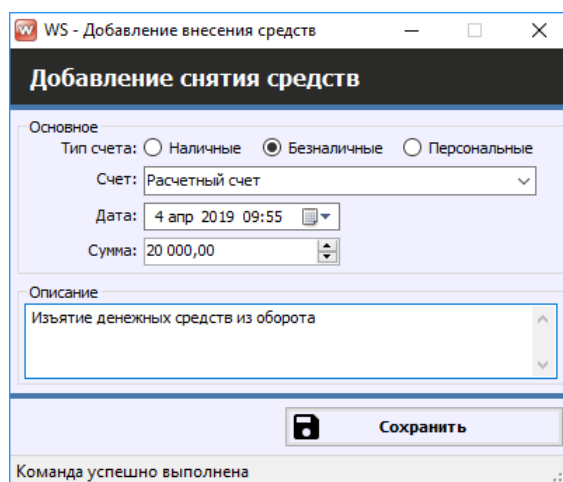 WS - Добавление внесения средств
Добавление снятия средств
Основное
Тип счета: Наличные Безналичные Персональные
Счет: Расчетный счет
Дата: 4 апр 2019 09:55
Сумма: 20 000,00
Описание
Изъятие денежных средств из оборота
Сохранить
Команда успешно выполнена